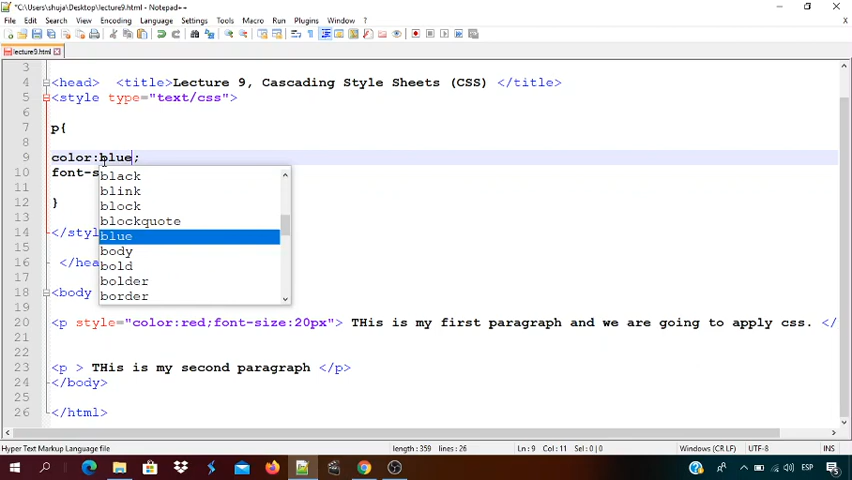 *C:\Users\shuja\Desktop\lecture9.html - Notepad++
File Edit Search View Encoding Language Settings Tools Macro Run Plugins Window ?
X
lecture9.html
3
4 <head> <title>Lecture 9, Cascading Style Sheets (CSS) </title>
5 <style type="text/css">
6
7 p{
8
9 color:blue;
10 font-s
black
blink
block
blockquote
blue
body
bold
bolder
border
11
12 }
13
14 </styl
15
16 </hea
17
18 <body
19
20 <p style="color:red;font-size:20px"> THis is my first paragraph and we are going to apply css. </
21
22
23 <p > THis is my second paragraph </p>
24 </body>
25
26 </html>
Hyper Text Markup Language file length : 359 lines : 26 Ln : 9 Col : 11 Sel : 0 | 0 Windows (CR LF) UTF-8 INS
ESP